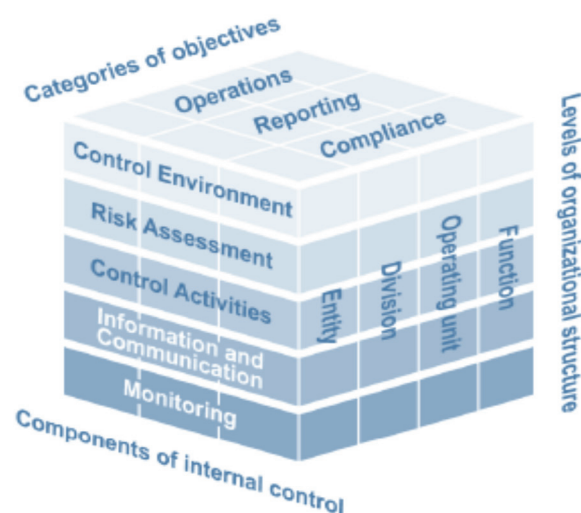 Categories of objectives
Operations
Reporting
Compliance
Control Environment
Risk Assessment
Control Activities
Information and
Communication
Monitoring
Components of internal control
Entity
Division
Operating unit
Function
Levels of organizational structure